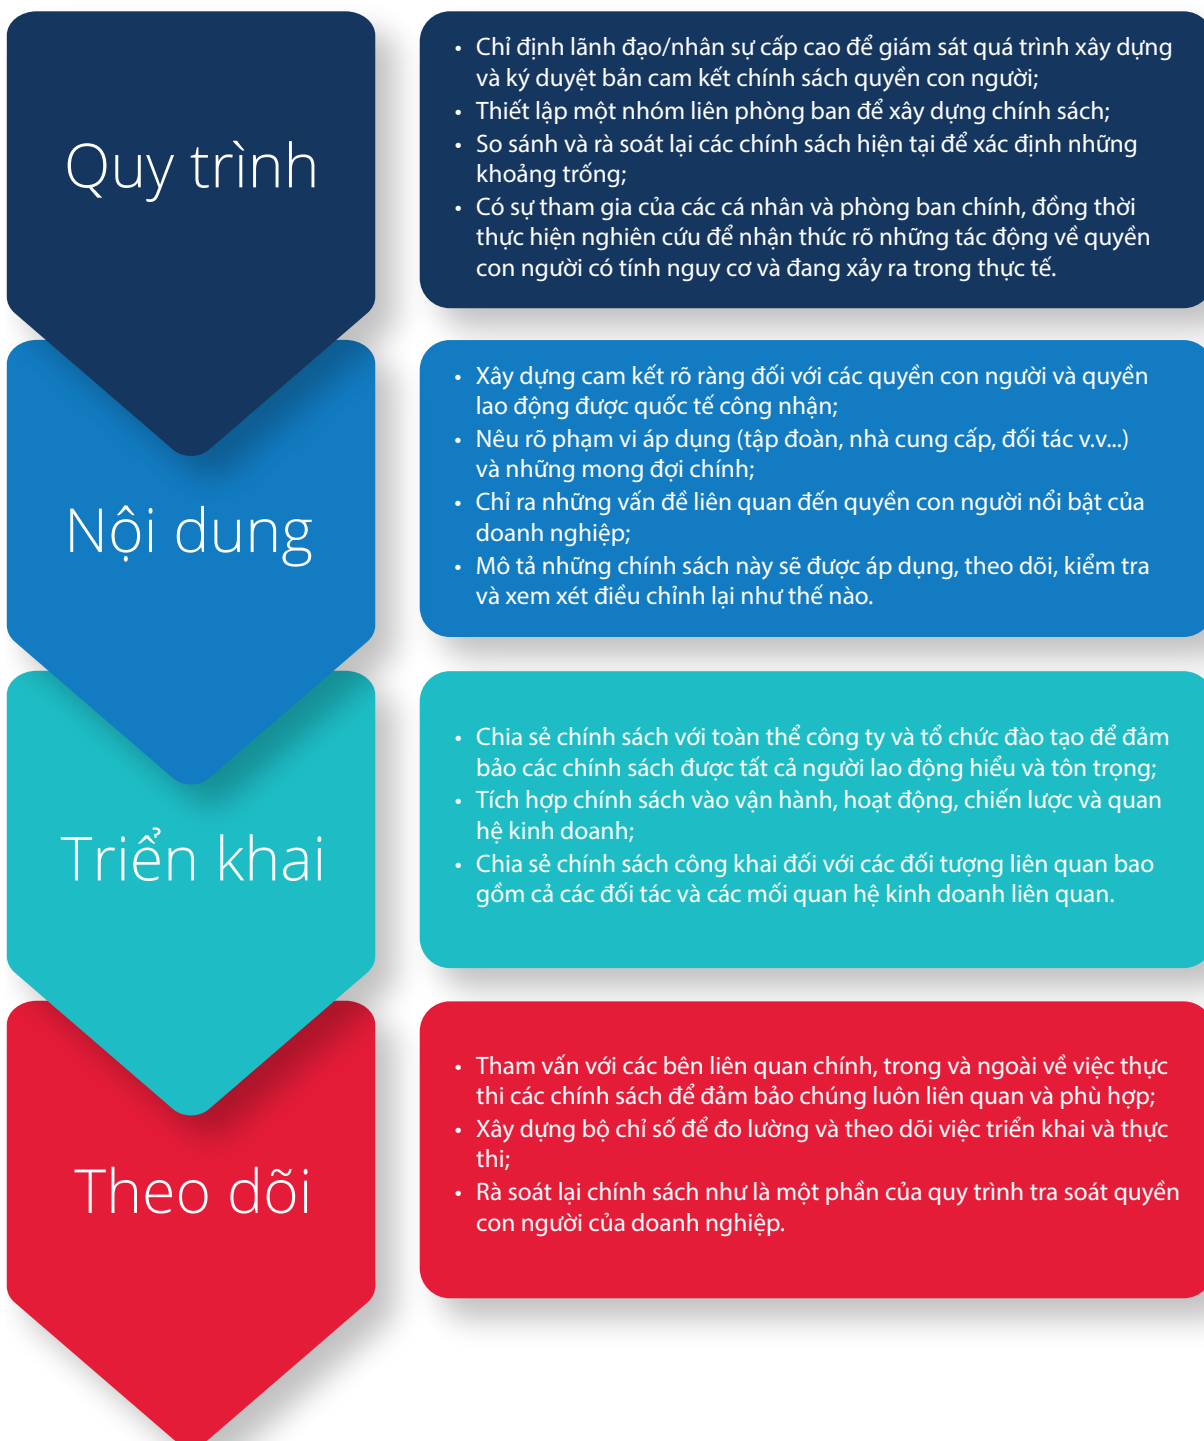 Quy trình
• Chỉ định lãnh đạo/nhân sự cấp cao để giám sát quá trình xây dựng
và ký duyệt bản cam kết chính sách quyền con người;
• Thiết lập một nhóm liên phòng ban để xây dựng chính sách;
• So sánh và rà soát lại các chính sách hiện tại để xác định những
khoảng trống;
• Có sự tham gia của các cá nhân và phòng ban chính, đồng thời
thực hiện nghiên cứu để nhận thức rõ những tác động về quyền
con người có tính nguy cơ và đang xảy ra trong thực tế.
Nội dung
• Xây dựng cam kết rõ ràng đối với các quyền con người và quyền
lao động được quốc tế công nhận;
• Nêu rõ phạm vi áp dụng (tập đoàn, nhà cung cấp, đối tác v.v...)
và những mong đợi chính;
• Chỉ ra những vấn đề liên quan đến quyền con người nổi bật của
doanh nghiệp;
• Mô tả những chính sách này sẽ được áp dụng, theo dõi, kiểm tra
và xem xét điều chỉnh lại như thế nào.
Triển khai
• Chia sẻ chính sách với toàn thể công ty và tổ chức đào tạo để đảm
bảo các chính sách được tất cả người lao động hiểu và tôn trọng;
• Tích hợp chính sách vào vận hành, hoạt động, chiến lược và quan
hệ kinh doanh;
• Chia sẻ chính sách công khai đối với các đối tượng liên quan bao
gồm cả các đối tác và các mối quan hệ kinh doanh liên quan.
Theo dõi
• Tham vấn với các bên liên quan chính, trong và ngoài về việc thực
thi các chính sách để đảm bảo chúng luôn liên quan và phù hợp;
• Xây dựng bộ chỉ số để đo lường và theo dõi việc triển khai và thực
thi;
• Rà soát lại chính sách như là một phần của quy trình tra soát quyền
con người của doanh nghiệp.